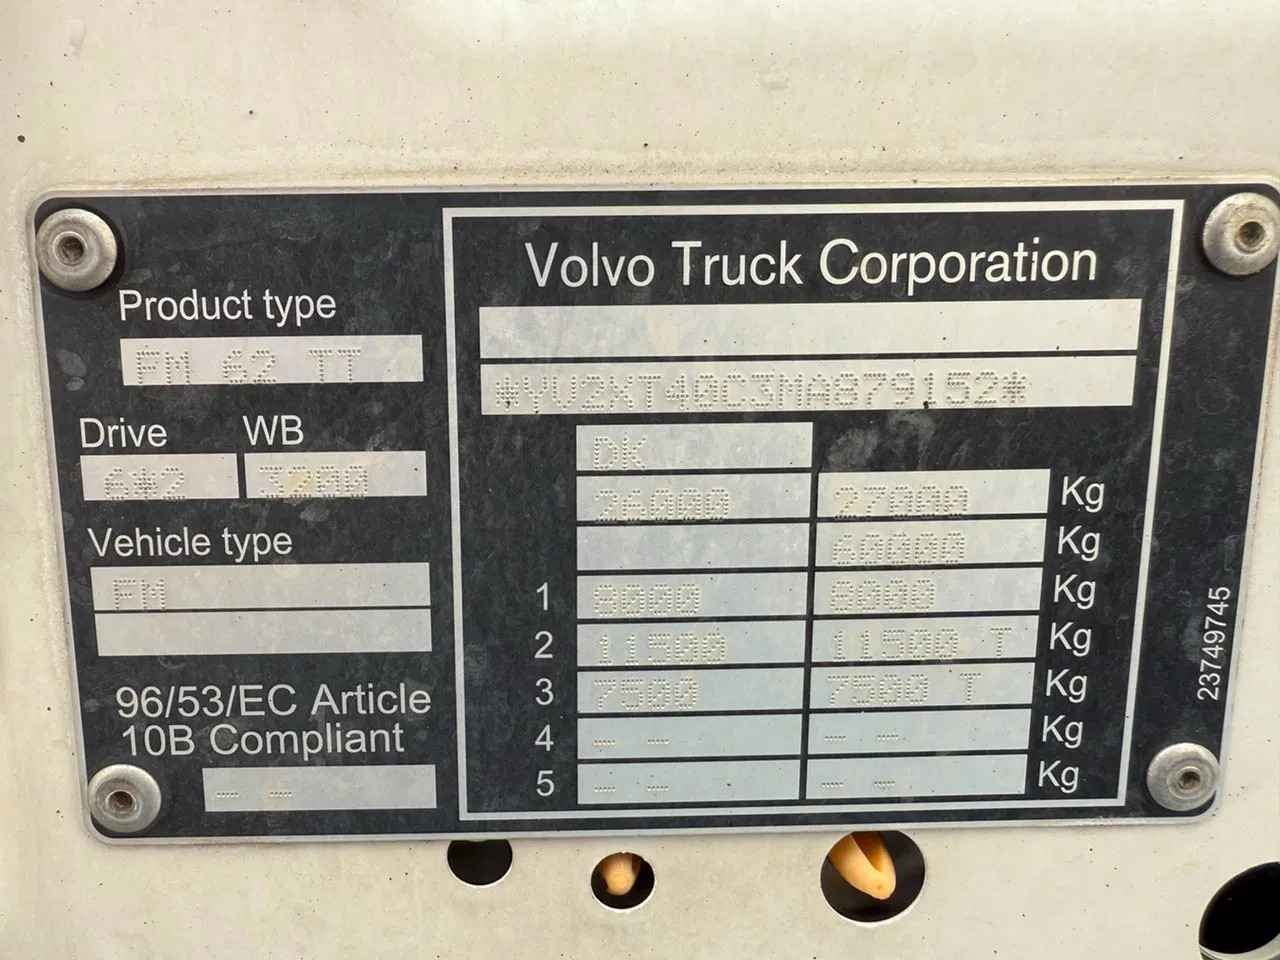 Volvo Truck Corporation
Product type
FM 62 TT
*YV2XT40C3MA879152*
Drive WB
6*2 3200
DK
26000 27000 Kg
60000 Kg
Vehicle type
FM
1 8000 8000 Kg
2 11500 11500 T Kg
3 7500 7500 T Kg
4 -- -- -- -- Kg
5 -- -- -- -- Kg
96/53/EC Article
10B Compliant
-- --
23749745